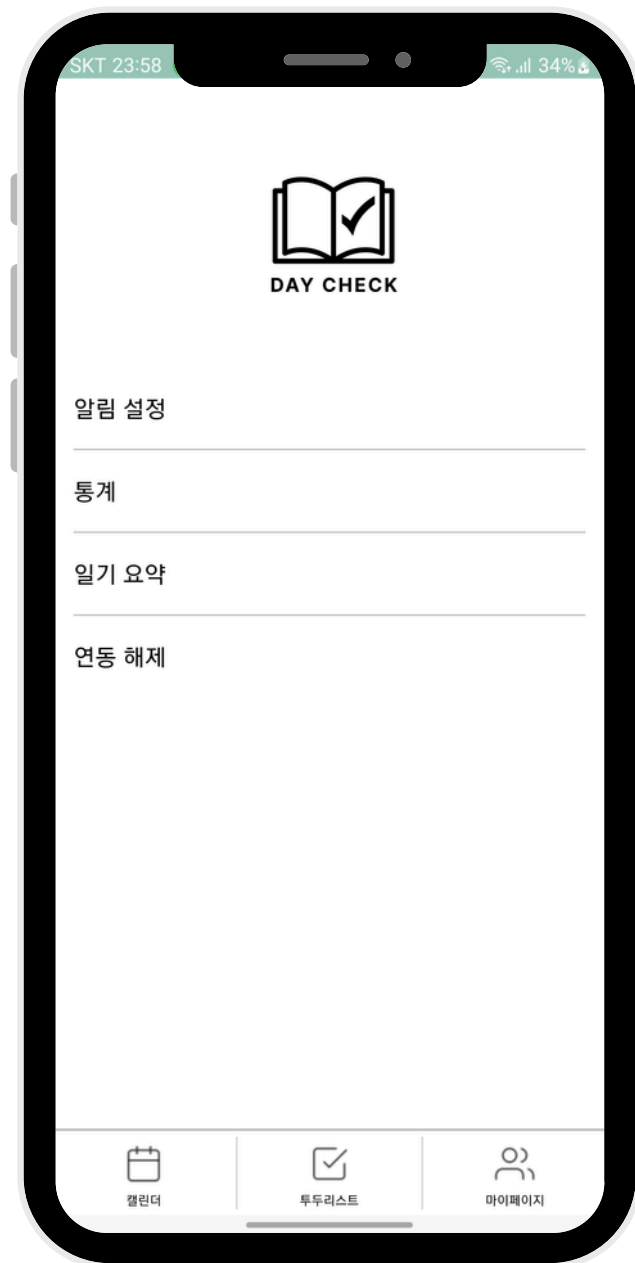 SKT 23:58
34%
DAY CHECK
알림 설정
통계
일기 요약
연동 해제
캘린더
투두리스트
마이페이지